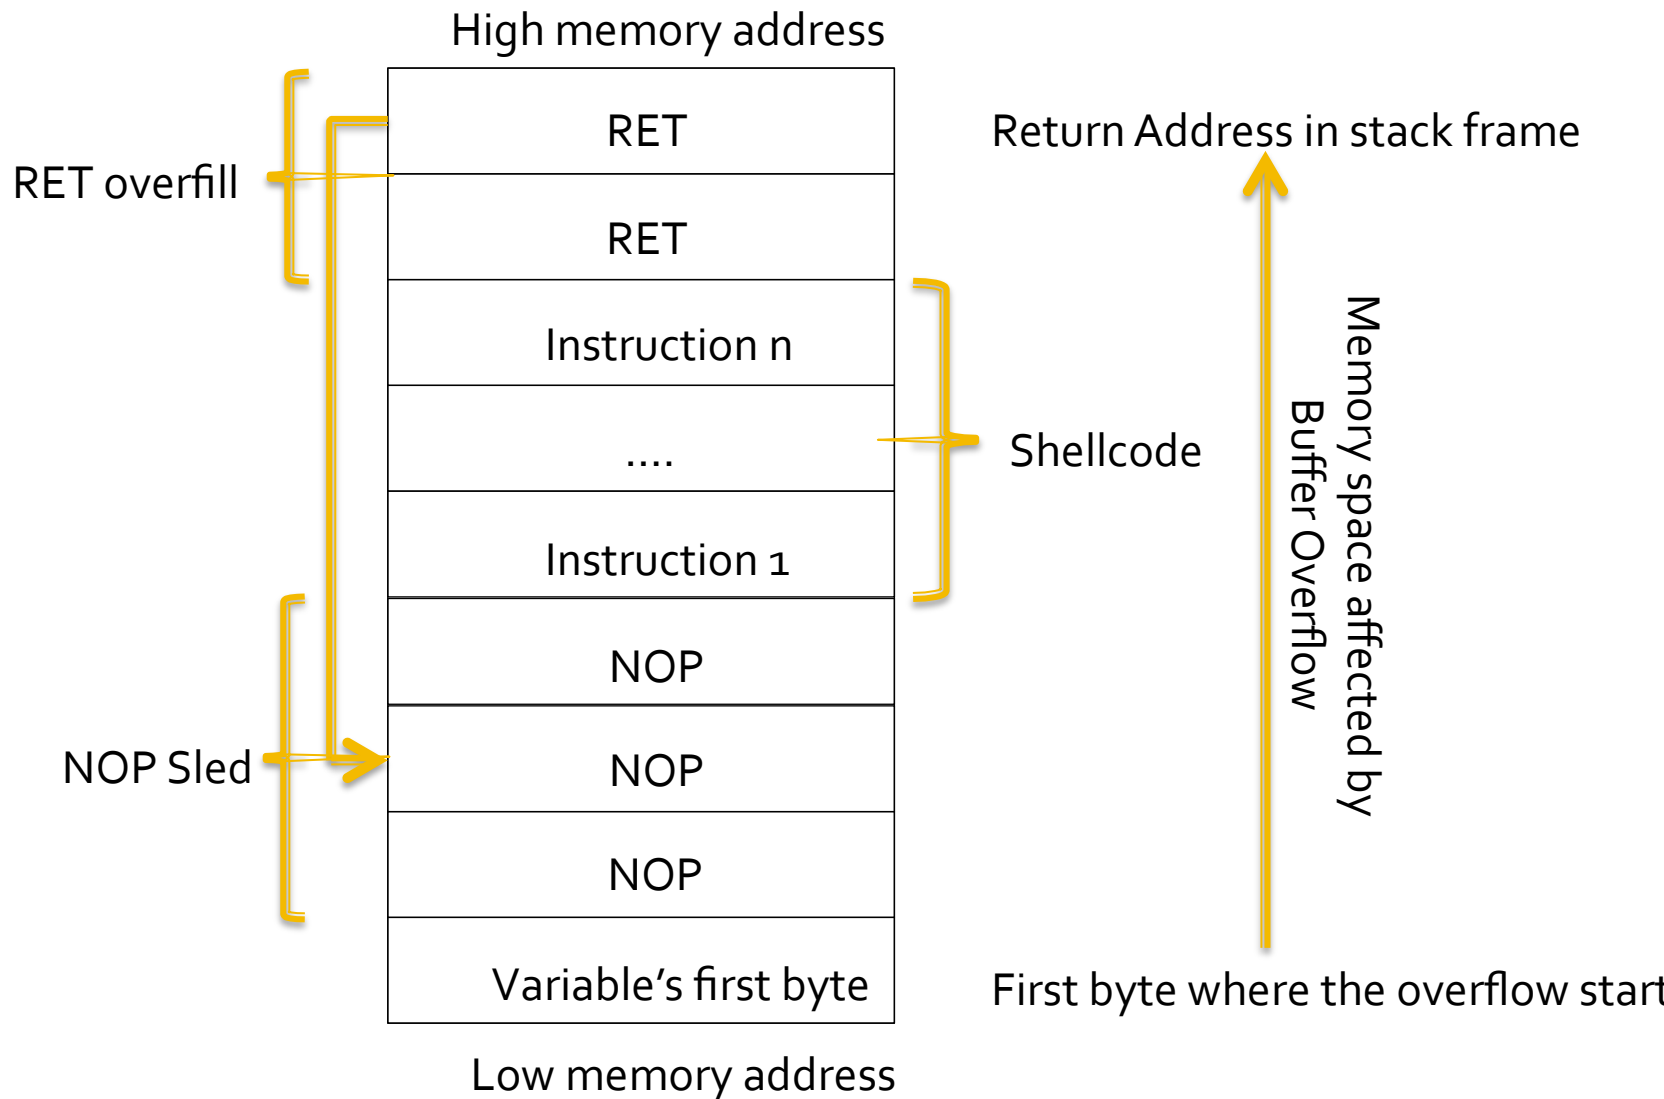 High memory address
RET
Return Address in stack frame
RET overfill
RET
Instruction n
....
Shellcode
Memory space affected by
Buffer Overflow
Instruction 1
NOP
NOP Sled
NOP
NOP
Variable’s first byte
First byte where the overflow start
Low memory address